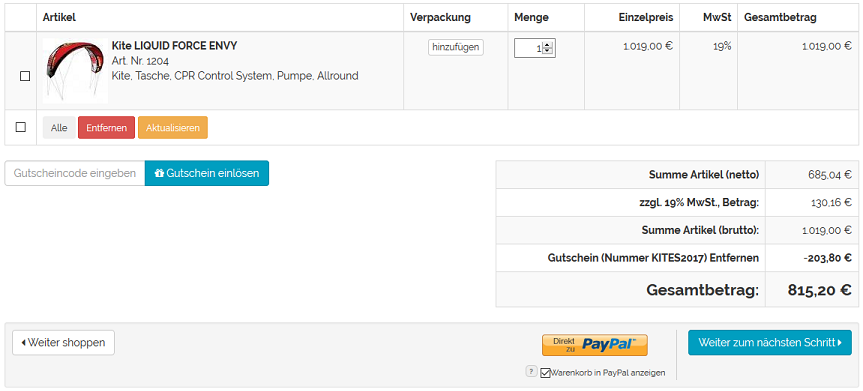 Artikel Verpackung Menge Einzelpreis MwSt Gesamtbetrag
Kite LIQUID FORCE ENVY hinzufügen 1 1.019,00 € 19% 1.019,00 €
Art. Nr. 1204
Kite, Tasche, CPR Control System, Pumpe, Allround
Alle Entfernen Aktualisieren
Gutscheincode eingeben Gutschein einlösen
Summe Artikel (netto) 685,04 €
zzgl. 19% MwSt., Betrag: 130,16 €
Summe Artikel (brutto): 1.019,00 €
Gutschein (Nummer KITES2017) Entfernen -203,80 €
Gesamtbetrag: 815,20 €
Weiter shoppen
Direkt zu PayPal™
Weiter zum nächsten Schritt
? Warenkorb in PayPal anzeigen